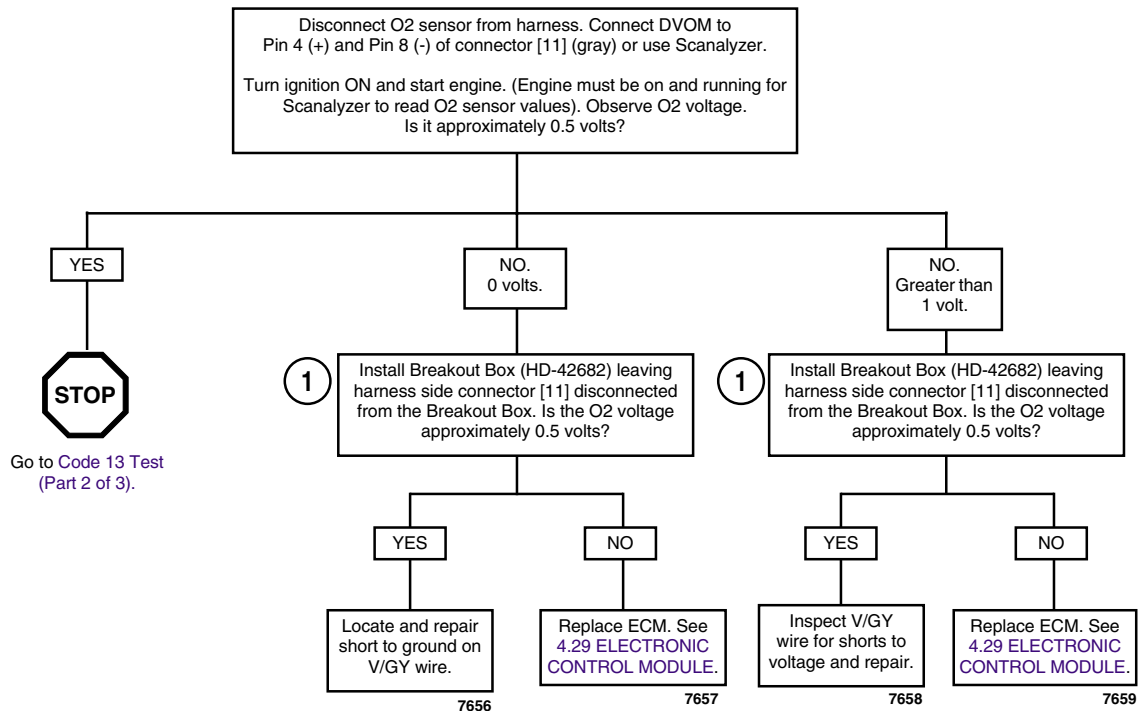 Disconnect O2 sensor from harness. Connect DVOM to
Pin 4 (+) and Pin 8 (-) of connector [11] (gray) or use Scanalyzer.
Turn ignition ON and start engine. (Engine must be on and running for
Scanalyzer to read O2 sensor values). Observe O2 voltage.
Is it approximately 0.5 volts?
YES
NO.
0 volts.
NO.
Greater than
1 volt.
STOP
Go to Code 13 Test
(Part 2 of 3).
1
Install Breakout Box (HD-42682) leaving
harness side connector [11] disconnected
from the Breakout Box. Is the O2 voltage
approximately 0.5 volts?
1
Install Breakout Box (HD-42682) leaving
harness side connector [11] disconnected
from the Breakout Box. Is the O2 voltage
approximately 0.5 volts?
YES
NO
YES
NO
Locate and repair
short to ground on
V/GY wire.
7656
Replace ECM. See
4.29 ELECTRONIC
CONTROL MODULE.
7657
Inspect V/GY
wire for shorts to
voltage and repair.
7658
Replace ECM. See
4.29 ELECTRONIC
CONTROL MODULE.
7659